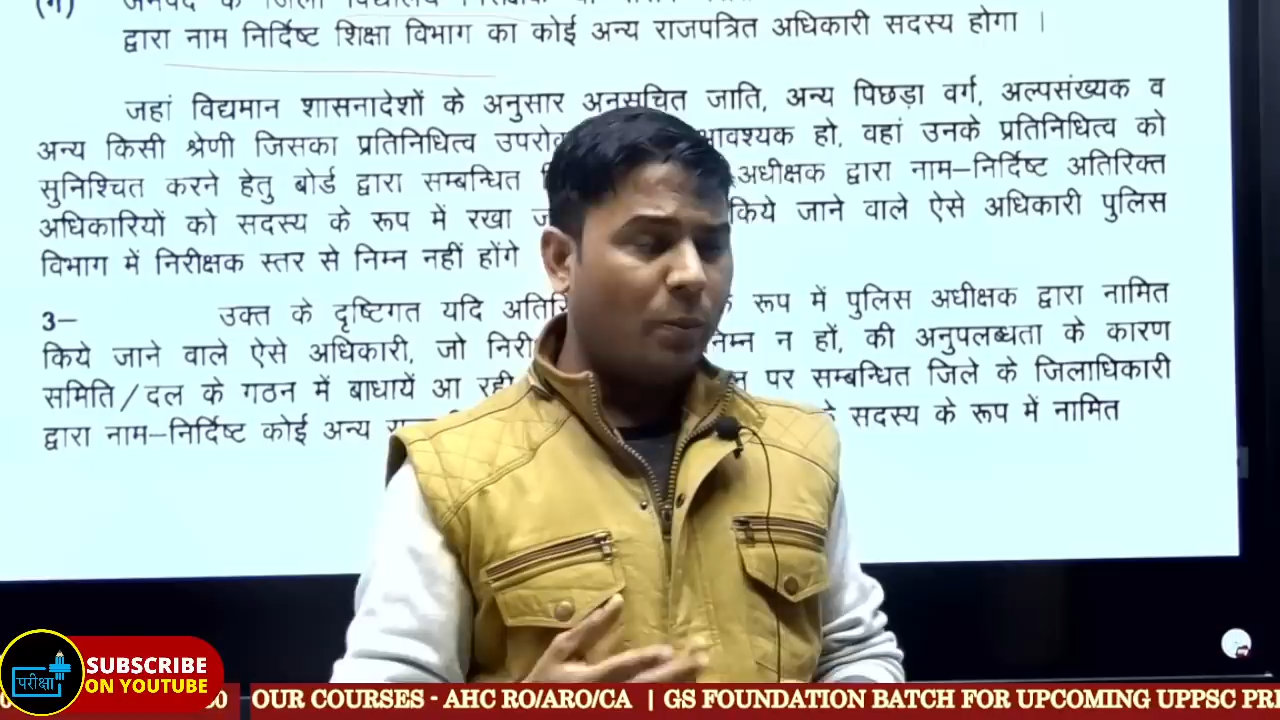 (ग) जनपद के जिला विद्यालय निरीक्षक
द्वारा नाम निर्दिष्ट शिक्षा विभाग का कोई अन्य राजपत्रित अधिकारी सदस्य होगा ।
जहां विद्यमान शासनादेशों के अनुसार अनुसूचित जाति, अन्य पिछड़ा वर्ग, अल्पसंख्यक व
अन्य किसी श्रेणी जिसका प्रतिनिधित्व आवश्यक हो, वहां उनके प्रतिनिधित्व को
सुनिश्चित करने हेतु बोर्ड द्वारा सम्बन्धित अधीक्षक द्वारा नाम–निर्दिष्ट अतिरिक्त
अधिकारियों को सदस्य के रूप में रखा किये जाने वाले ऐसे अधिकारी पुलिस
विभाग में निरीक्षक स्तर से निम्न नहीं होंगे
3– उक्त के दृष्टिगत यदि रूप में पुलिस अधीक्षक द्वारा नामित
किये जाने वाले ऐसे अधिकारी, जो निम्न न हों, की अनुपलब्धता के कारण
समिति/दल के गठन में बाधायें आ रही पर सम्बन्धित जिले के जिलाधिकारी
द्वारा नाम–निर्दिष्ट कोई अन्य सदस्य के रूप में नामित
परीक्षा
SUBSCRIBE
ON YOUTUBE
OUR COURSES - AHC RO/ARO/CA | GS FOUNDATION BATCH FOR UPCOMING UPPSC PRE